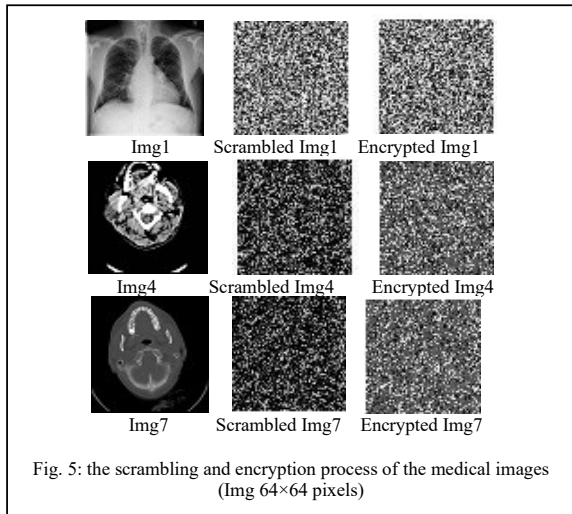 Img1 Scrambled Img1 Encrypted Img1
Img4 Scrambled Img4 Encrypted Img4
Img7 Scrambled Img7 Encrypted Img7
Fig. 5: the scrambling and encryption process of the medical images
(Img 64×64 pixels)